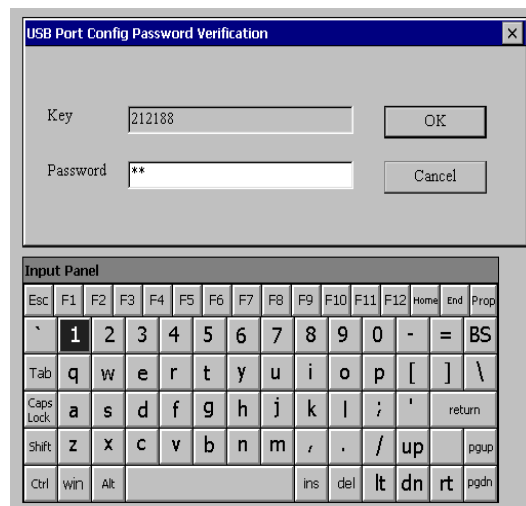 USB Port Config Password Verification
Key 212188 OK
Password ** Cancel
Input Panel
Esc F1 F2 F3 F4 F5 F6 F7 F8 F9 F10 F11 F12 Home End Prop
` 1 2 3 4 5 6 7 8 9 0 - = BS
Tab q w e r t y u i o p [ ] \
Caps Lock a s d f g h j k l ; ' return
Shift z x c v b n m , . / up pgup
Ctrl win Alt ins del lt dn rt pgdn